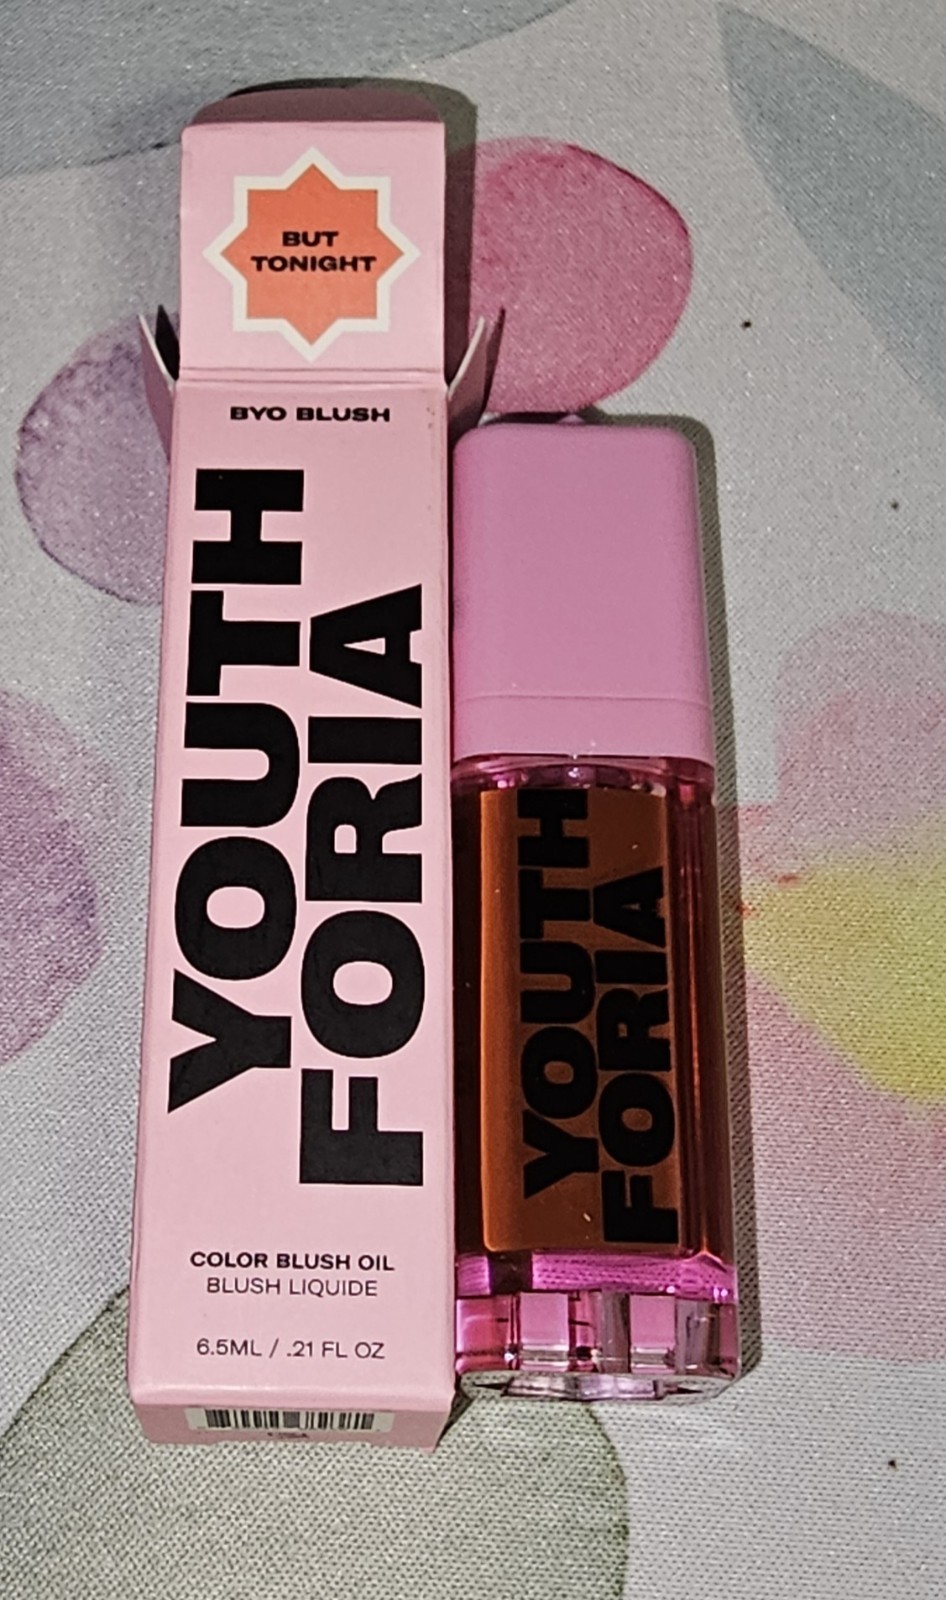 BUT
TONIGHT
BYO BLUSH
YOUTH
FORIA
COLOR BLUSH OIL
BLUSH LIQUIDE
6.5ML / .21 FL OZ
YOUTH
FORIA